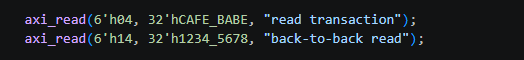 axi_read(6'h04, 32'hCAFE_BABE, "read transaction");
axi_read(6'h14, 32'h1234_5678, "back-to-back read");